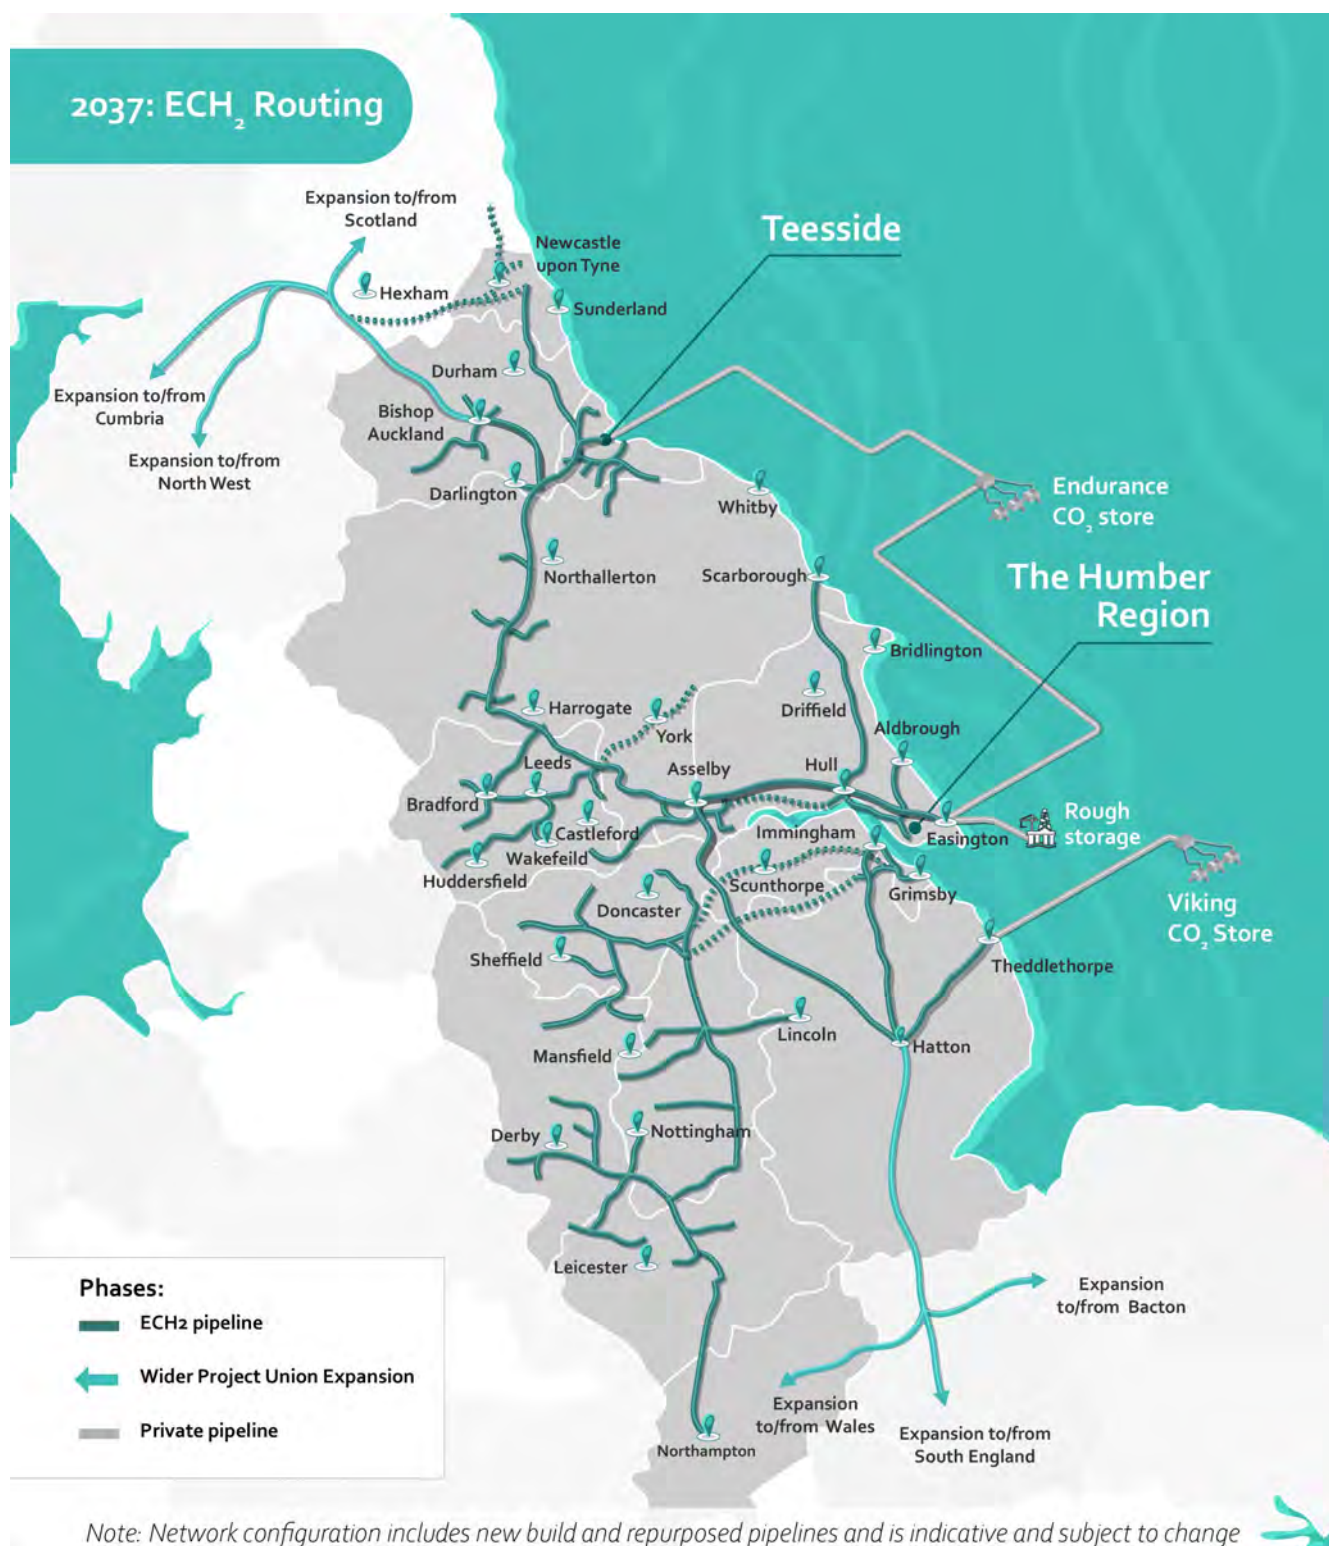 2037: ECH₂ Routing
Expansion to/from
Scotland
Newcastle
upon Tyne
Teesside
Hexham
Sunderland
Durham
Expansion to/from
Cumbria
Bishop
Auckland
Expansion to/from
North West
Darlington
Whitby
Endurance
CO₂ store
Northallerton
Scarborough
The Humber
Region
Bridlington
Harrogate
York
Driffield
Aldbrough
Leeds
Asselby
Hull
Bradford
Castleford
Immingham
Easington
Rough
storage
Wakefeild
Huddersfield
Scunthorpe
Grimsby
Doncaster
Viking
CO₂ Store
Sheffield
Theddlethorpe
Lincoln
Mansfield
Hatton
Derby
Nottingham
Leicester
Expansion
to/from Bacton
Phases:
ECH2 pipeline
Wider Project Union Expansion
Private pipeline
Expansion
to/from Wales
Expansion to/from
South England
Northampton
Note: Network configuration includes new build and repurposed pipelines and is indicative and subject to change